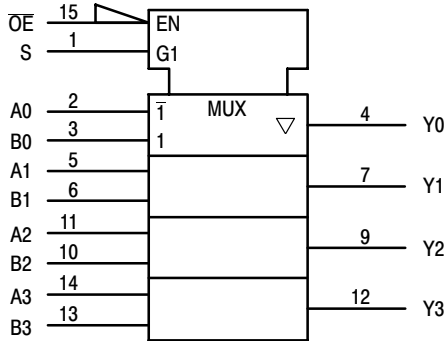 O̅E̅ 15 EN
S 1 G1
MUX
A0 2 1̅
B0 3 1
4 Y0
A1 5
B1 6
7 Y1
A2 11
B2 10
9 Y2
A3 14
B3 13
12 Y3